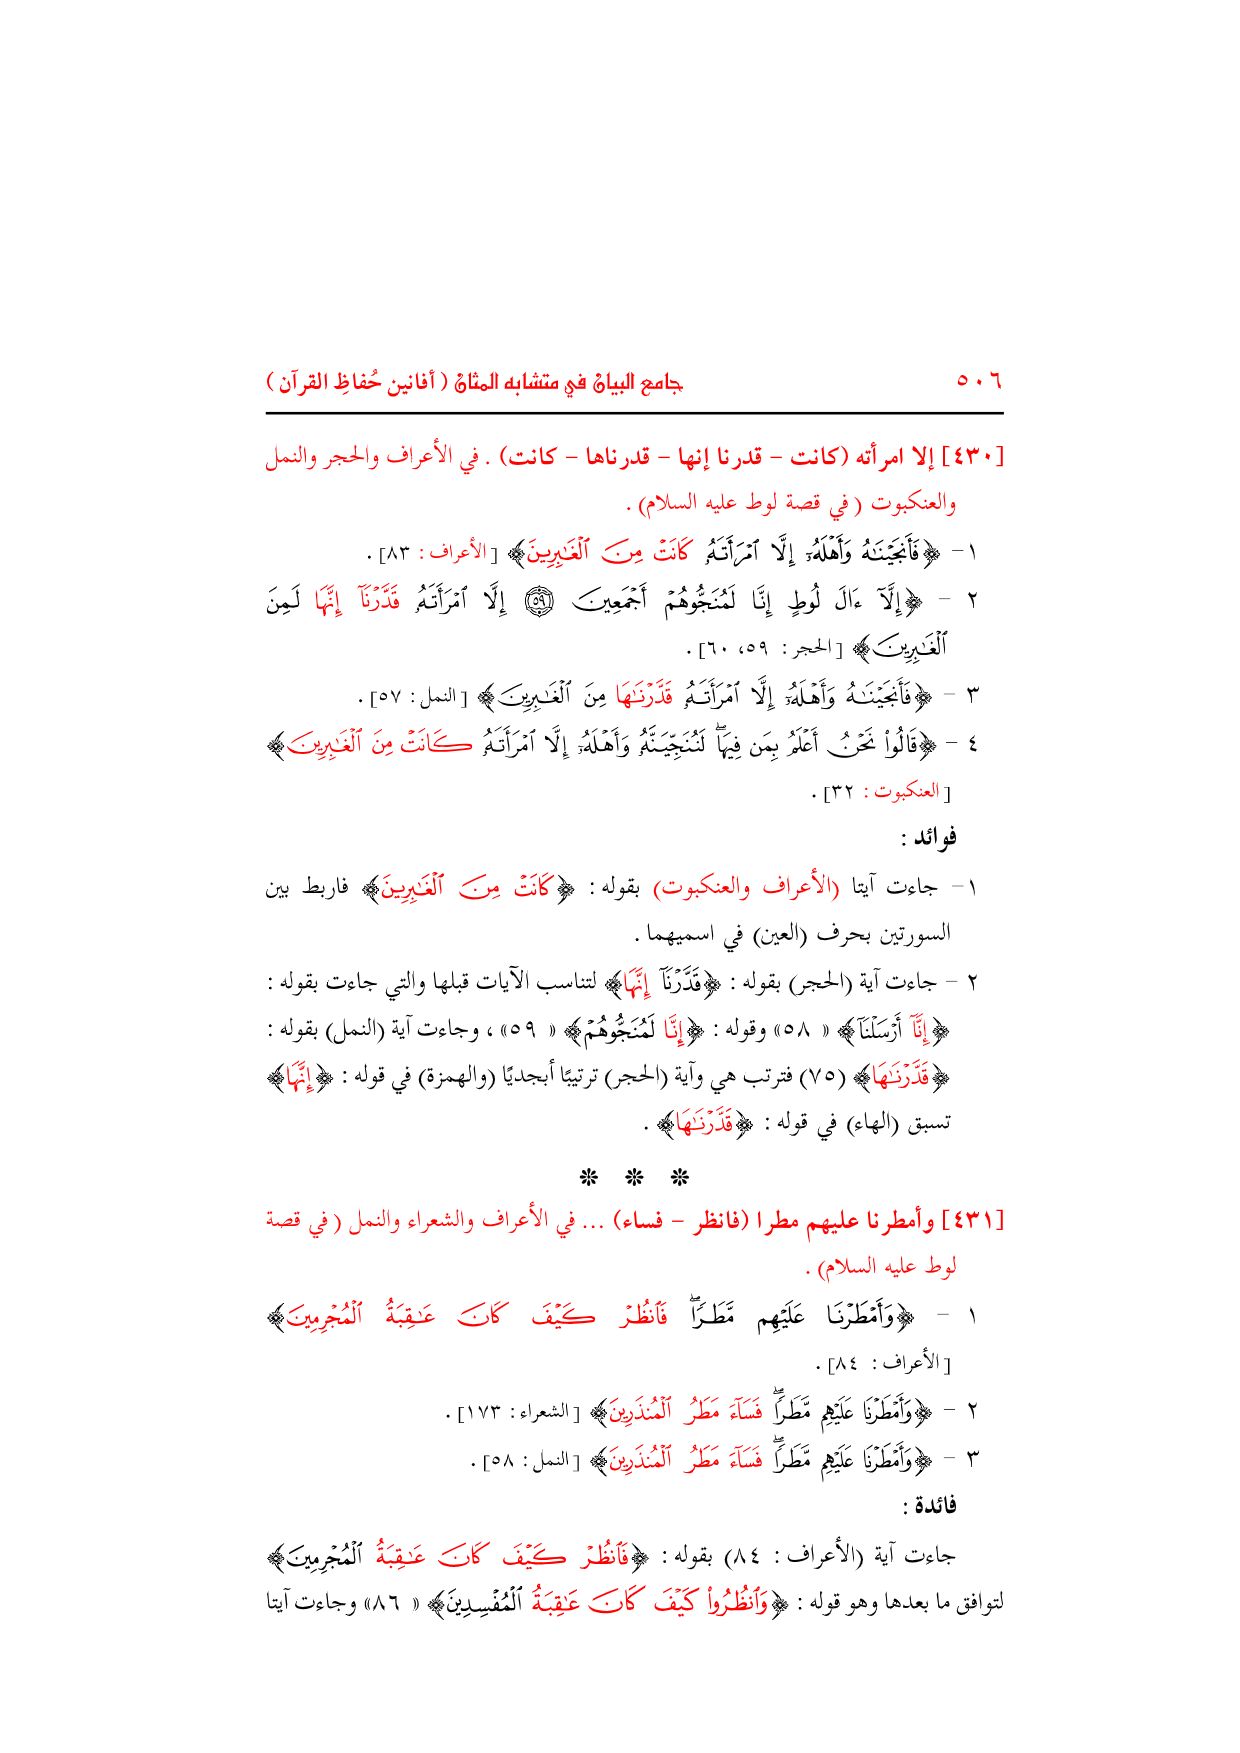 ٥٠٦ جامع البيان في متشابه المثان ( أفانين حُفاظِ القرآن )
[٤٣٠] إلا امرأته (كانت – قدرنا إنها – قدرناها – كانت) . في الأعراف والحجر والنمل
والعنكبوت ( في قصة لوط عليه السلام) .
١ – ﴿فَأَنجَيْنَٰهُ وَأَهْلَهُۥٓ إِلَّا ٱمْرَأَتَهُۥ كَانَتْ مِنَ ٱلْغَٰبِرِينَ﴾ [ الأعراف : ٨٣] .
٢ – ﴿إِلَّآ ءَالَ لُوطٍ إِنَّا لَمُنَجُّوهُمْ أَجْمَعِينَ ۝٥٩ إِلَّا ٱمْرَأَتَهُۥ قَدَّرْنَآ إِنَّهَا لَمِنَ
ٱلْغَٰبِرِينَ﴾ [ الحجر : ٥٩، ٦٠] .
٣ – ﴿فَأَنجَيْنَٰهُ وَأَهْلَهُۥٓ إِلَّا ٱمْرَأَتَهُۥ قَدَّرْنَٰهَا مِنَ ٱلْغَٰبِرِينَ﴾ [ النمل : ٥٧] .
٤ – ﴿قَالُوا۟ نَحْنُ أَعْلَمُ بِمَن فِيهَا ۖ لَنُنَجِّيَنَّهُۥ وَأَهْلَهُۥٓ إِلَّا ٱمْرَأَتَهُۥ كَانَتْ مِنَ ٱلْغَٰبِرِينَ﴾
[ العنكبوت : ٣٢] .
فوائد :
١ – جاءت آيتا (الأعراف والعنكبوت) بقوله : ﴿كَانَتْ مِنَ ٱلْغَٰبِرِينَ﴾ فاربط بين
السورتين بحرف (العين) في اسميهما .
٢ – جاءت آية (الحجر) بقوله : ﴿قَدَّرْنَآ إِنَّهَا﴾ لتناسب الآيات قبلها والتي جاءت بقوله :
﴿إِنَّآ أَرْسَلْنَآ﴾ « ٥٨» وقوله : ﴿إِنَّا لَمُنَجُّوهُمْ﴾ « ٥٩» ، وجاءت آية (النمل) بقوله :
﴿قَدَّرْنَٰهَا﴾ (٧٥) فترتب هي وآية (الحجر) ترتيبًا أبجديًا (والهمزة) في قوله : ﴿إِنَّهَا﴾
تسبق (الهاء) في قوله : ﴿قَدَّرْنَٰهَا﴾ .
* * *
[٤٣١] وأمطرنا عليهم مطرا (فانظر – فساء) ... في الأعراف والشعراء والنمل ( في قصة
لوط عليه السلام) .
١ – ﴿وَأَمْطَرْنَا عَلَيْهِم مَّطَرًا ۖ فَٱنظُرْ كَيْفَ كَانَ عَٰقِبَةُ ٱلْمُجْرِمِينَ﴾
[ الأعراف : ٨٤] .
٢ – ﴿وَأَمْطَرْنَا عَلَيْهِم مَّطَرًا ۖ فَسَآءَ مَطَرُ ٱلْمُنذَرِينَ﴾ [ الشعراء : ١٧٣] .
٣ – ﴿وَأَمْطَرْنَا عَلَيْهِم مَّطَرًا ۖ فَسَآءَ مَطَرُ ٱلْمُنذَرِينَ﴾ [ النمل : ٥٨] .
فائدة :
جاءت آية (الأعراف : ٨٤) بقوله : ﴿فَٱنظُرْ كَيْفَ كَانَ عَٰقِبَةُ ٱلْمُجْرِمِينَ﴾
لتوافق ما بعدها وهو قوله : ﴿وَٱنظُرُوا۟ كَيْفَ كَانَ عَٰقِبَةُ ٱلْمُفْسِدِينَ﴾ « ٨٦» وجاءت آيتا